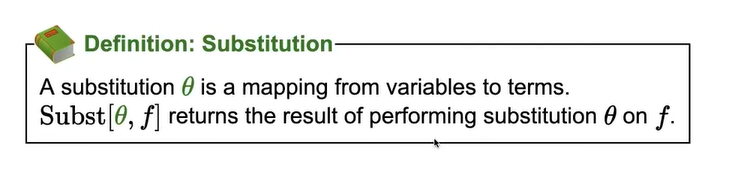 Definition: Substitution
A substitution θ is a mapping from variables to terms.
Subst[θ, f] returns the result of performing substitution θ on f.